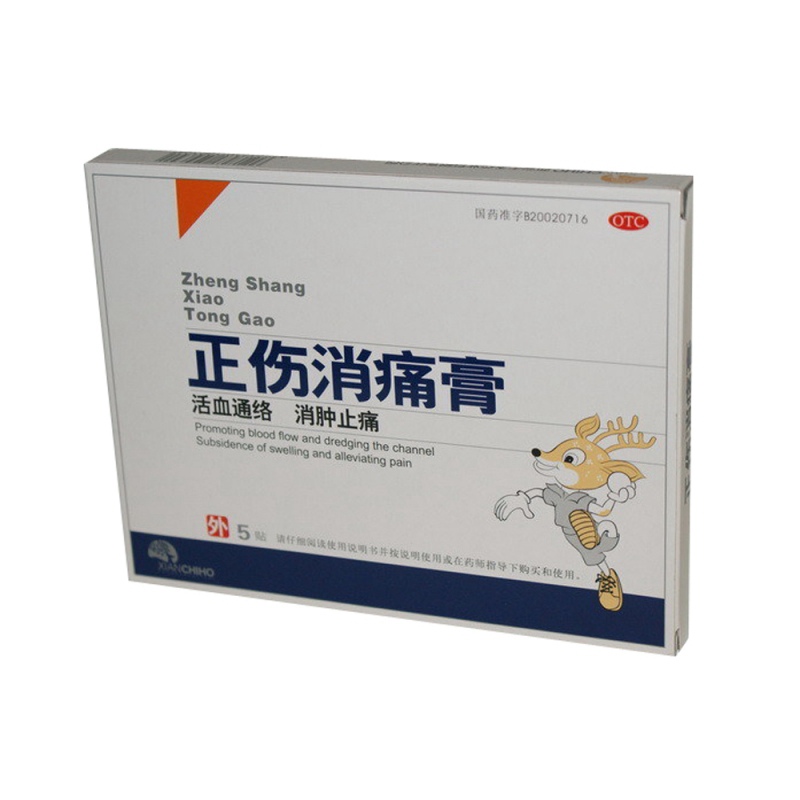 国药准字B20020716
OTC
Zheng Shang
Xiao
Tong Gao
正伤消痛膏
活血通络 消肿止痛
Promoting blood flow and dredging the channel
Subsidence of swelling and alleviating pain
外 5贴 请仔细阅读使用说明书并按说明使用或在药师指导下购买和使用。
XIANCHIHO